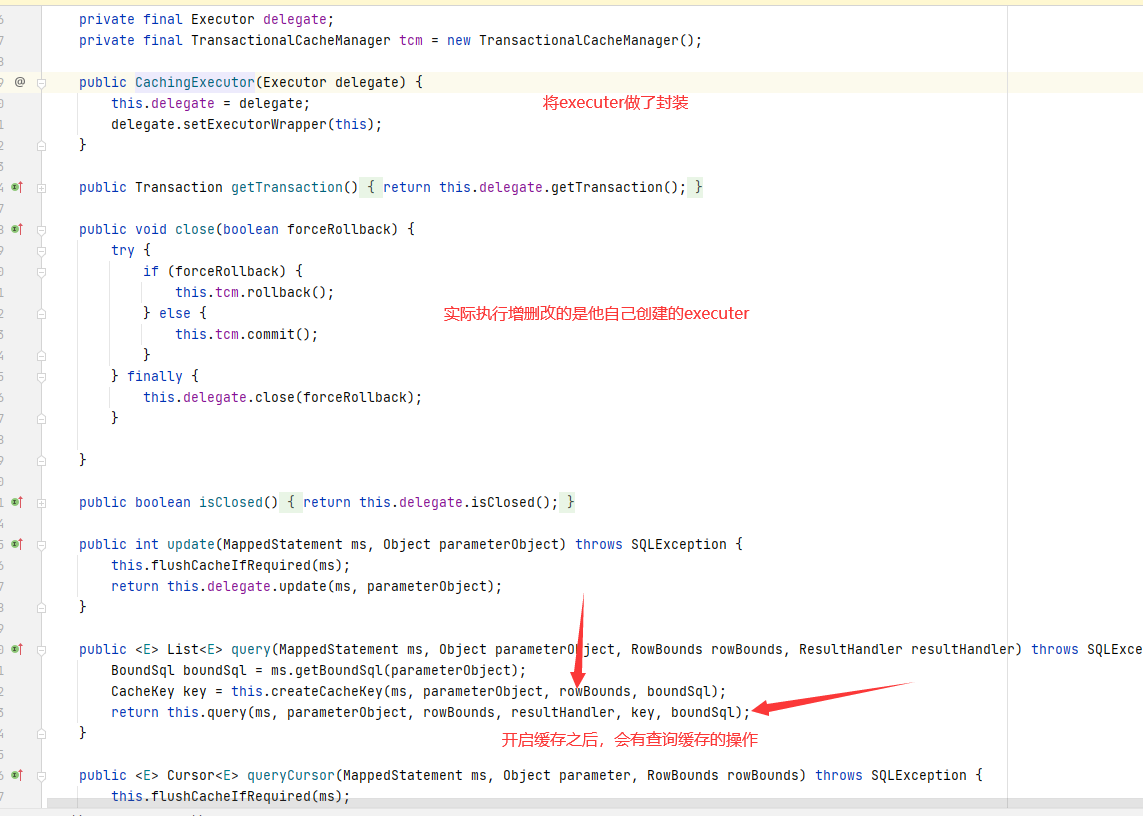 private final Executor delegate;
private final TransactionalCacheManager tcm = new TransactionalCacheManager();
@
public CachingExecutor(Executor delegate) {
this.delegate = delegate;
将executer做了封装
delegate.setExecutorWrapper(this);
}
public Transaction getTransaction() { return this.delegate.getTransaction(); }
public void close(boolean forceRollback) {
try {
if (forceRollback) {
this.tcm.rollback();
} else {
实际执行增删改的是他自己创建的executer
this.tcm.commit();
}
} finally {
this.delegate.close(forceRollback);
}
}
public boolean isClosed() { return this.delegate.isClosed(); }
public int update(MappedStatement ms, Object parameterObject) throws SQLException {
this.flushCacheIfRequired(ms);
return this.delegate.update(ms, parameterObject);
}
public <E> List<E> query(MappedStatement ms, Object parameterObject, RowBounds rowBounds, ResultHandler resultHandler) throws SQLExce
BoundSql boundSql = ms.getBoundSql(parameterObject);
CacheKey key = this.createCacheKey(ms, parameterObject, rowBounds, boundSql);
return this.query(ms, parameterObject, rowBounds, resultHandler, key, boundSql);
}
开启缓存之后，会有查询缓存的操作
public <E> Cursor<E> queryCursor(MappedStatement ms, Object parameter, RowBounds rowBounds) throws SQLException {
this.flushCacheIfRequired(ms);